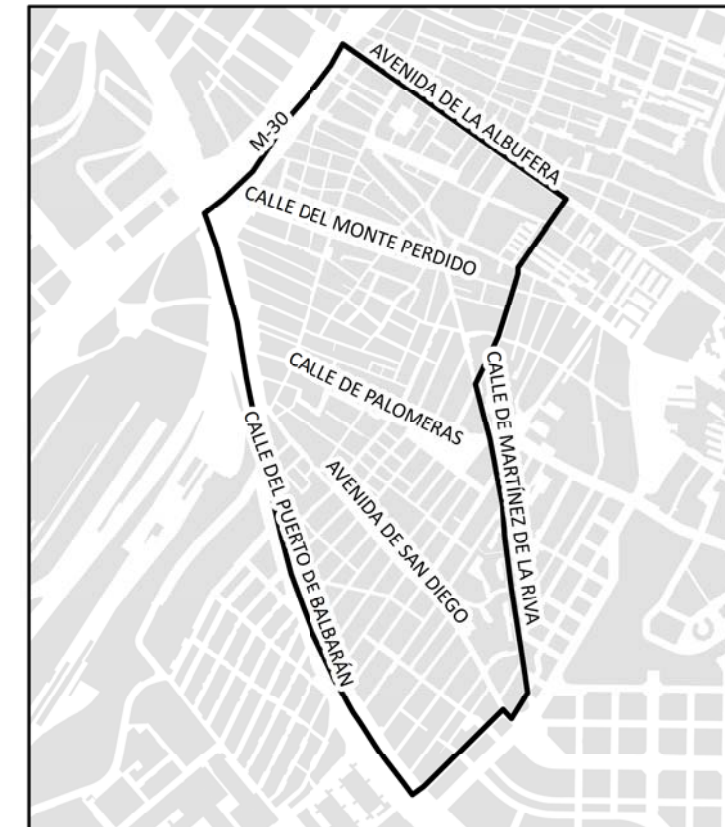 AVENIDA DE LA ALBUFERA
M-30
CALLE DEL MONTE PERDIDO
CALLE DE PALOMERAS
CALLE DE MARTÍNEZ DE LA RIVA
CALLE DEL PUERTO DE BALBARÁN
AVENIDA DE SAN DIEGO